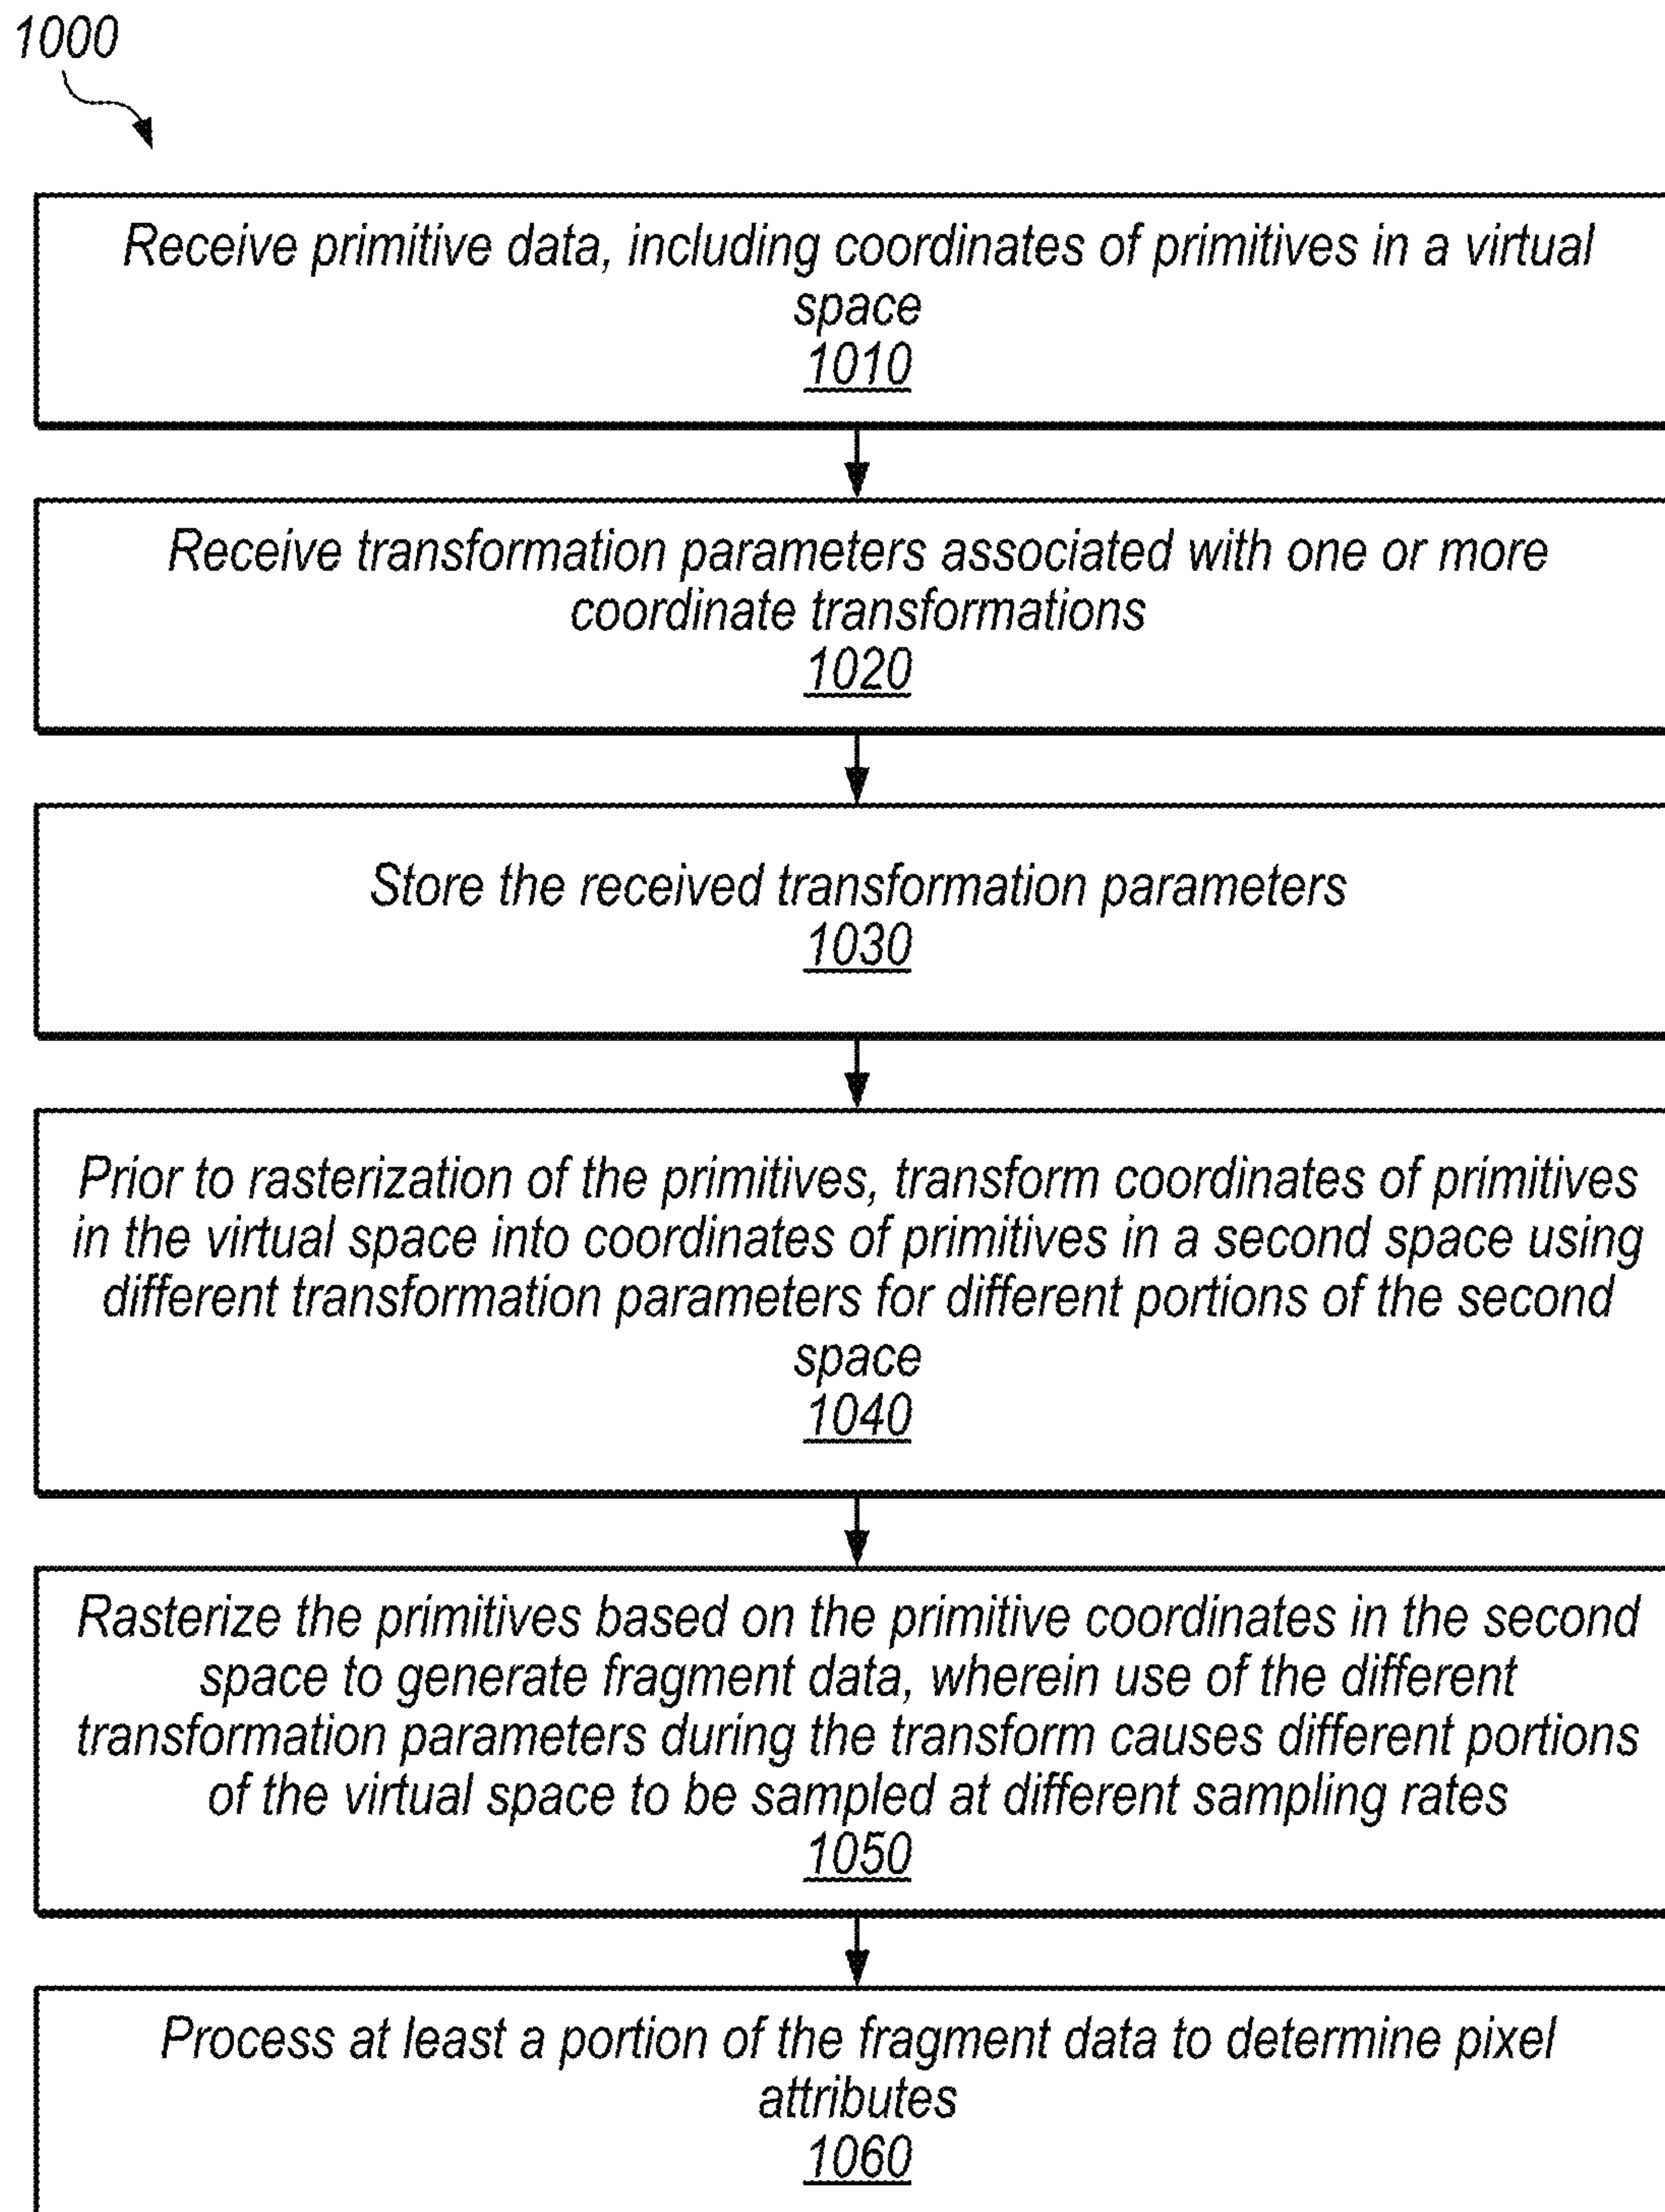 1000
Receive primitive data, including coordinates of primitives in a virtual
space
1010
Receive transformation parameters associated with one or more
coordinate transformations
1020
Store the received transformation parameters
1030
Prior to rasterization of the primitives, transform coordinates of primitives
in the virtual space into coordinates of primitives in a second space using
different transformation parameters for different portions of the second
space
1040
Rasterize the primitives based on the primitive coordinates in the second
space to generate fragment data, wherein use of the different
transformation parameters during the transform causes different portions
of the virtual space to be sampled at different sampling rates
1050
Process at least a portion of the fragment data to determine pixel
attributes
1060